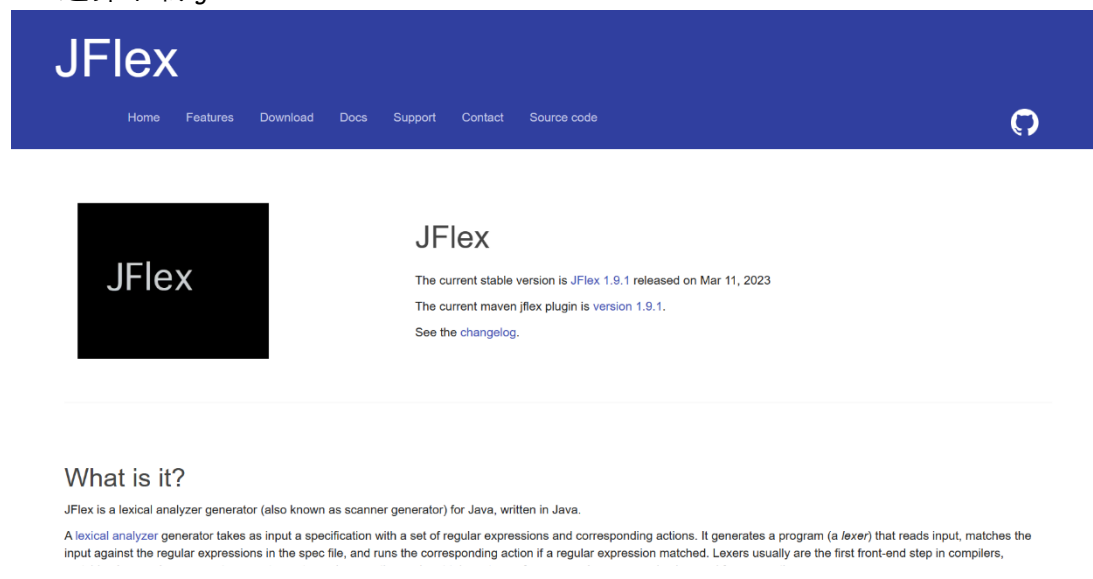 JFlex
Home Features Download Docs Support Contact Source code
JFlex
JFlex
The current stable version is JFlex 1.9.1 released on Mar 11, 2023
The current maven jflex plugin is version 1.9.1.
See the changelog.
What is it?
JFlex is a lexical analyzer generator (also known as scanner generator) for Java, written in Java.
A lexical analyzer generator takes as input a specification with a set of regular expressions and corresponding actions. It generates a program (a lexer) that reads input, matches the
input against the regular expressions in the spec file, and runs the corresponding action if a regular expression matched. Lexers usually are the first front-end step in compilers,